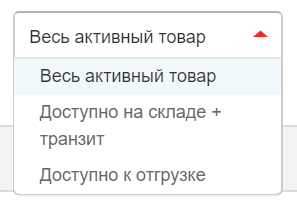 Весь активный товар
Весь активный товар
Доступно на складе +
транзит
Доступно к отгрузке